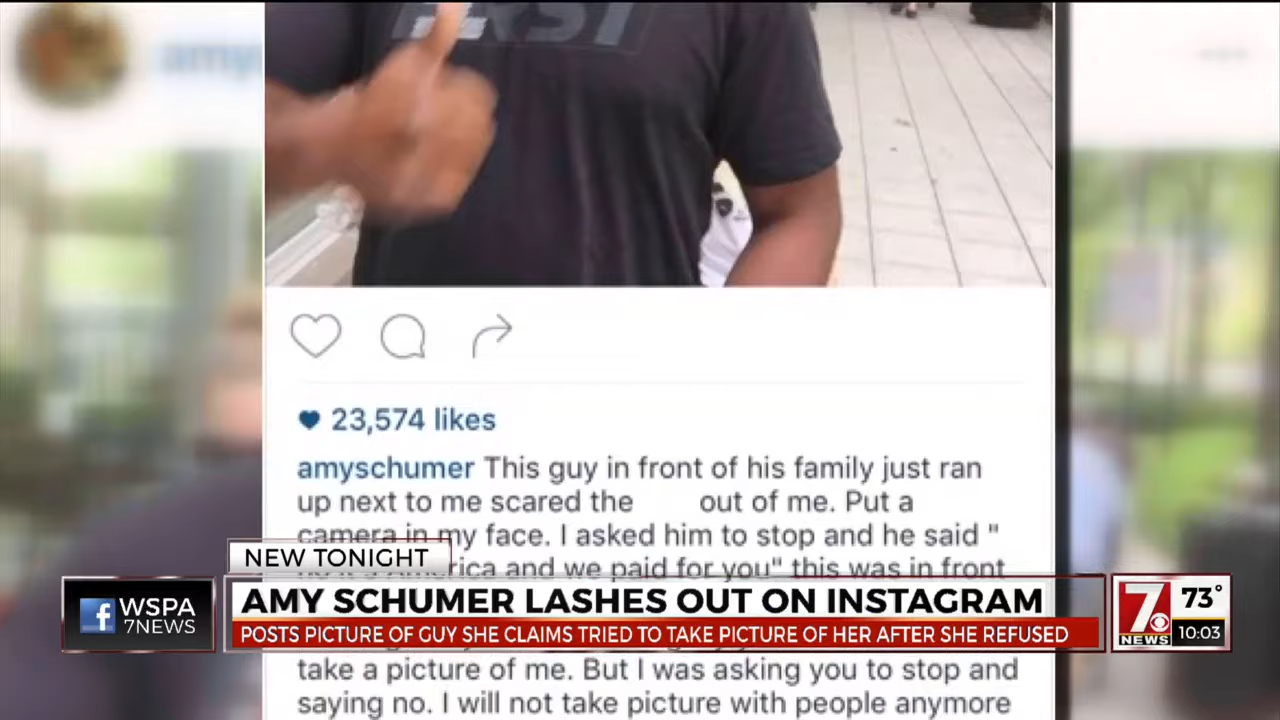 amy
FIRST
23,574 likes
amyschumer This guy in front of his family just ran
up next to me scared the out of me. Put a
camera in my face. I asked him to stop and he said "
America and we paid for you" this was in front
take a picture of me. But I was asking you to stop and
saying no. I will not take picture with people anymore
NEW TONIGHT
AMY SCHUMER LASHES OUT ON INSTAGRAM
POSTS PICTURE OF GUY SHE CLAIMS TRIED TO TAKE PICTURE OF HER AFTER SHE REFUSED
f WSPA
7NEWS
7 73°
NEWS 10:03